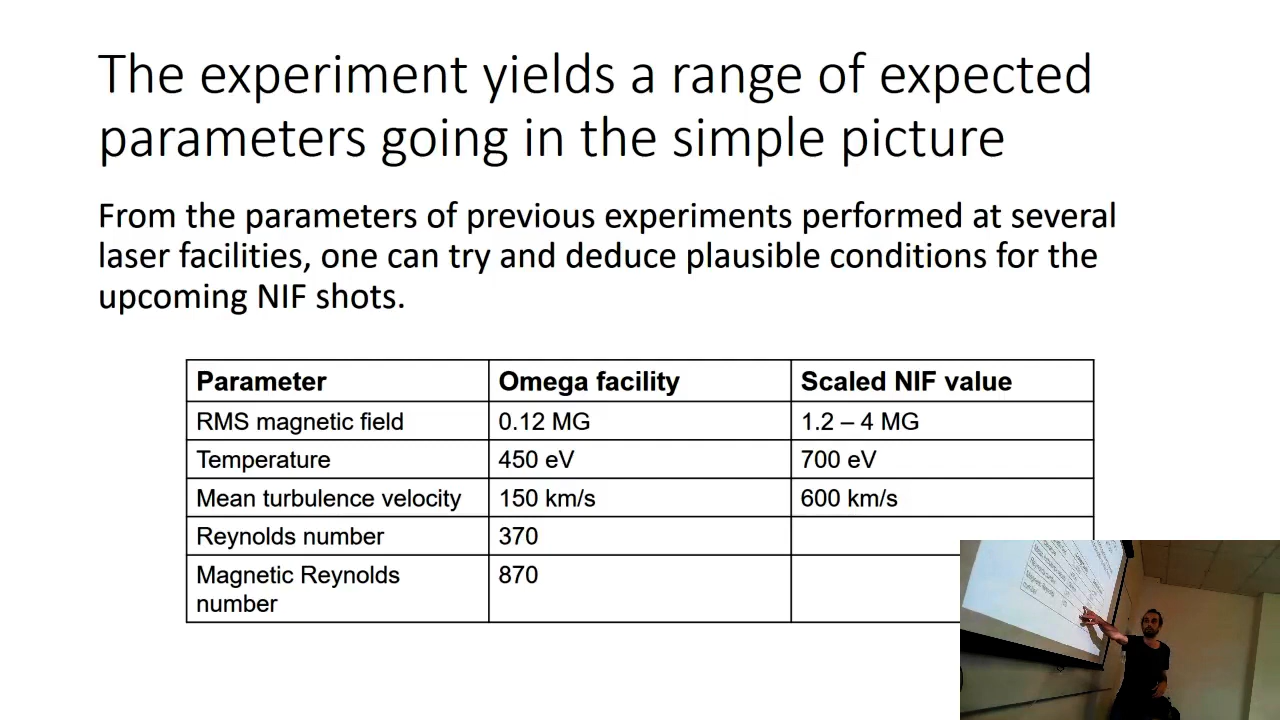 The experiment yields a range of expected
parameters going in the simple picture
From the parameters of previous experiments performed at several
laser facilities, one can try and deduce plausible conditions for the
upcoming NIF shots.
Parameter Omega facility Scaled NIF value
RMS magnetic field 0.12 MG 1.2 – 4 MG
Temperature 450 eV 700 eV
Mean turbulence velocity 150 km/s 600 km/s
Reynolds number 370
Magnetic Reynolds 870
number